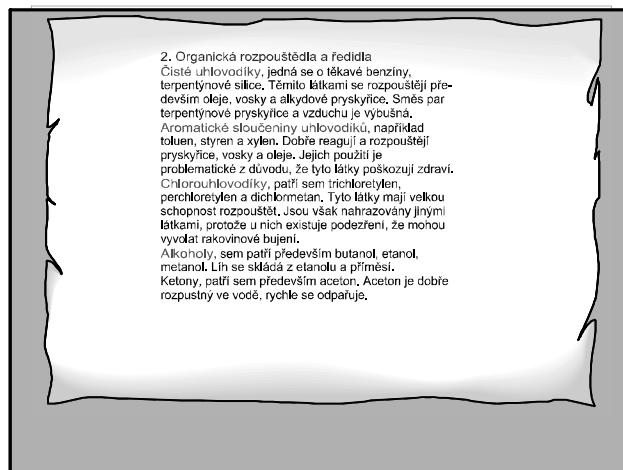 2. Organická rozpouštědla a ředidla
Čisté uhlovodíky, jedná se o těkavé benzíny,
terpentýnové silice. Těmito látkami se rozpouštějí pře-
devším oleje, vosky a alkydové pryskyřice. Směs par
terpentýnové pryskyřice a vzduchu je výbušná.
Aromatické sloučeniny uhlovodíků, například
toluen, styren a xylen. Dobře reagují a rozpouštějí
pryskyřice, vosky a oleje. Jejich použití je
problematické z důvodu, že tyto látky poškozují zdraví.
Chlorouhlovodíky, patří sem trichloretylen,
perchloretylen a dichlormetan. Tyto látky mají velkou
schopnost rozpouštět. Jsou však nahrazovány jinými
látkami, protože u nich existuje podezření, že mohou
vyvolat rakovinové bujení.
Alkoholy, sem patří především butanol, etanol,
metanol. Líh se skládá z etanolu a příměsí.
Ketony, patří sem především aceton. Aceton je dobře
rozpustný ve vodě, rychle se odpařuje.